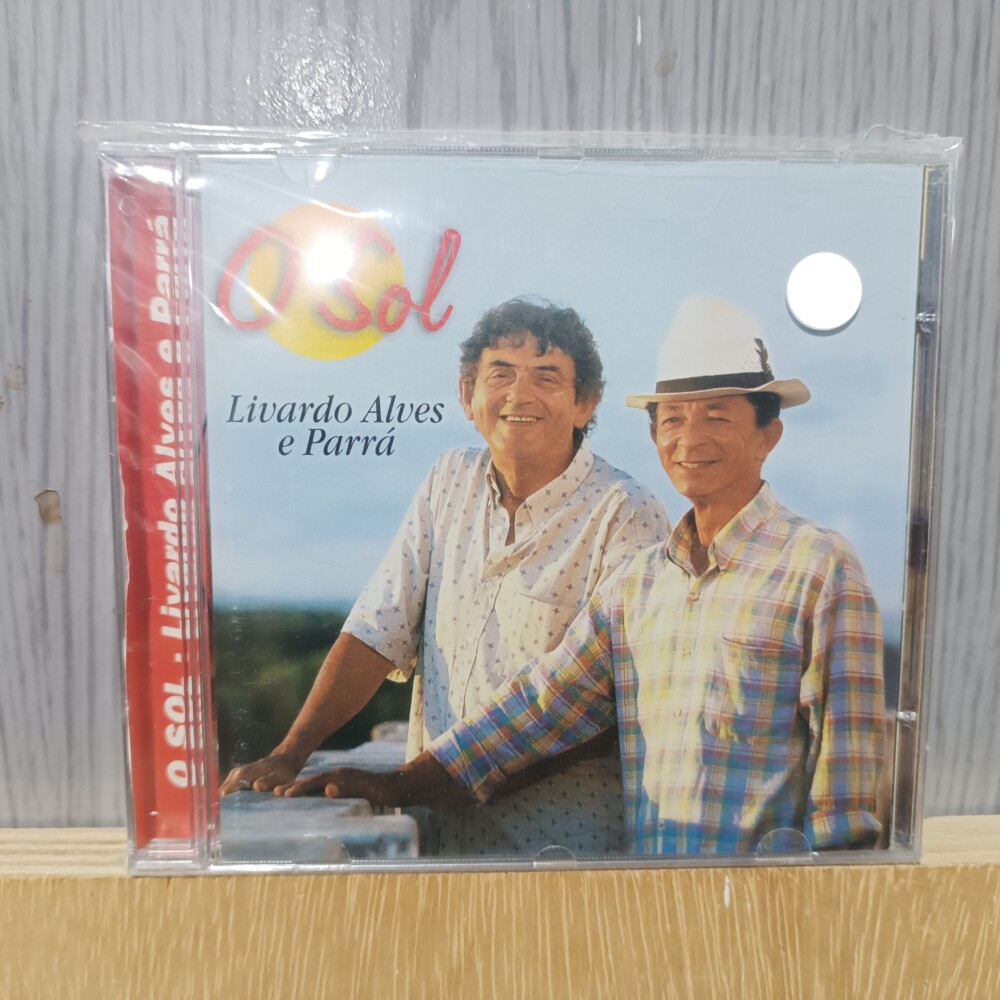 O Sol
Livardo Alves
e Parrá
O SOL · Livardo Alves e Parrá